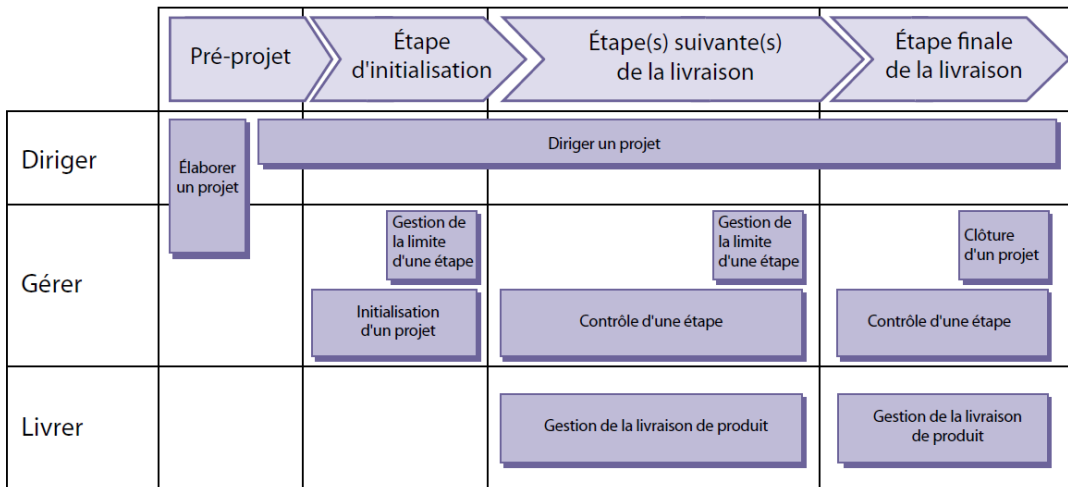 Pré-projet
Étape
d'initialisation
Étape(s) suivante(s)
de la livraison
Étape finale
de la livraison
Diriger
Élaborer
un projet
Diriger un projet
Gérer
Gestion de
la limite
d'une étape
Gestion de
la limite
d'une étape
Clôture
d'un projet
Initialisation
d'un projet
Contrôle d'une étape
Contrôle d'une étape
Livrer
Gestion de la livraison de produit
Gestion de la livraison
de produit